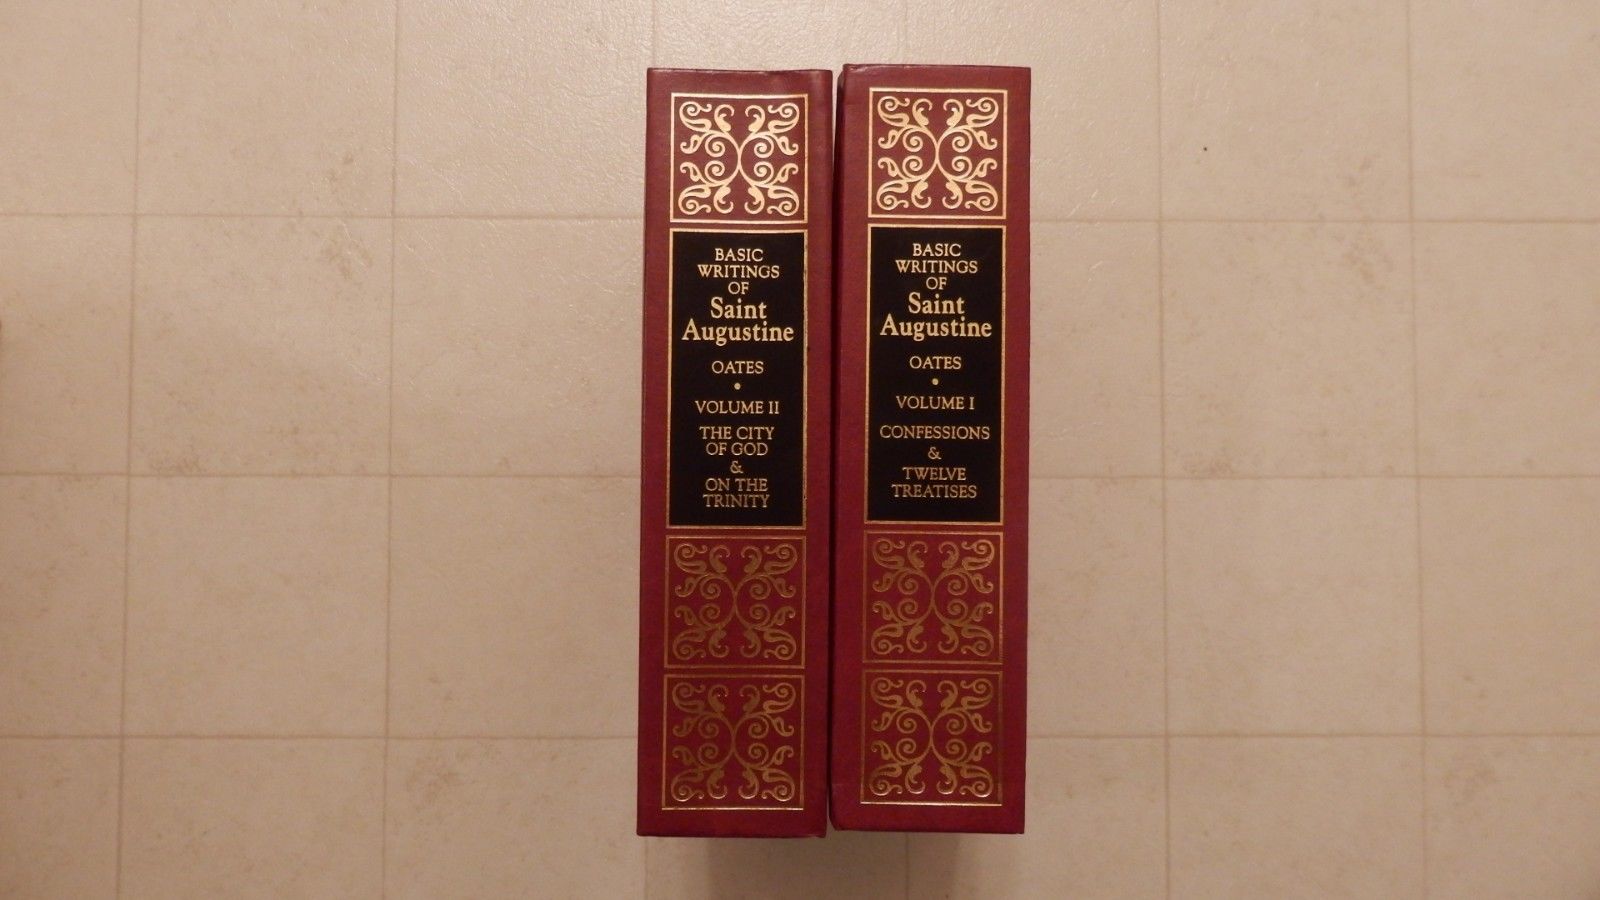 BASIC
WRITINGS
OF
Saint
Augustine
OATES
•
VOLUME II
THE CITY
OF GOD
&
ON THE
TRINITY
BASIC
WRITINGS
OF
Saint
Augustine
OATES
•
VOLUME I
CONFESSIONS
&
TWELVE
TREATISES